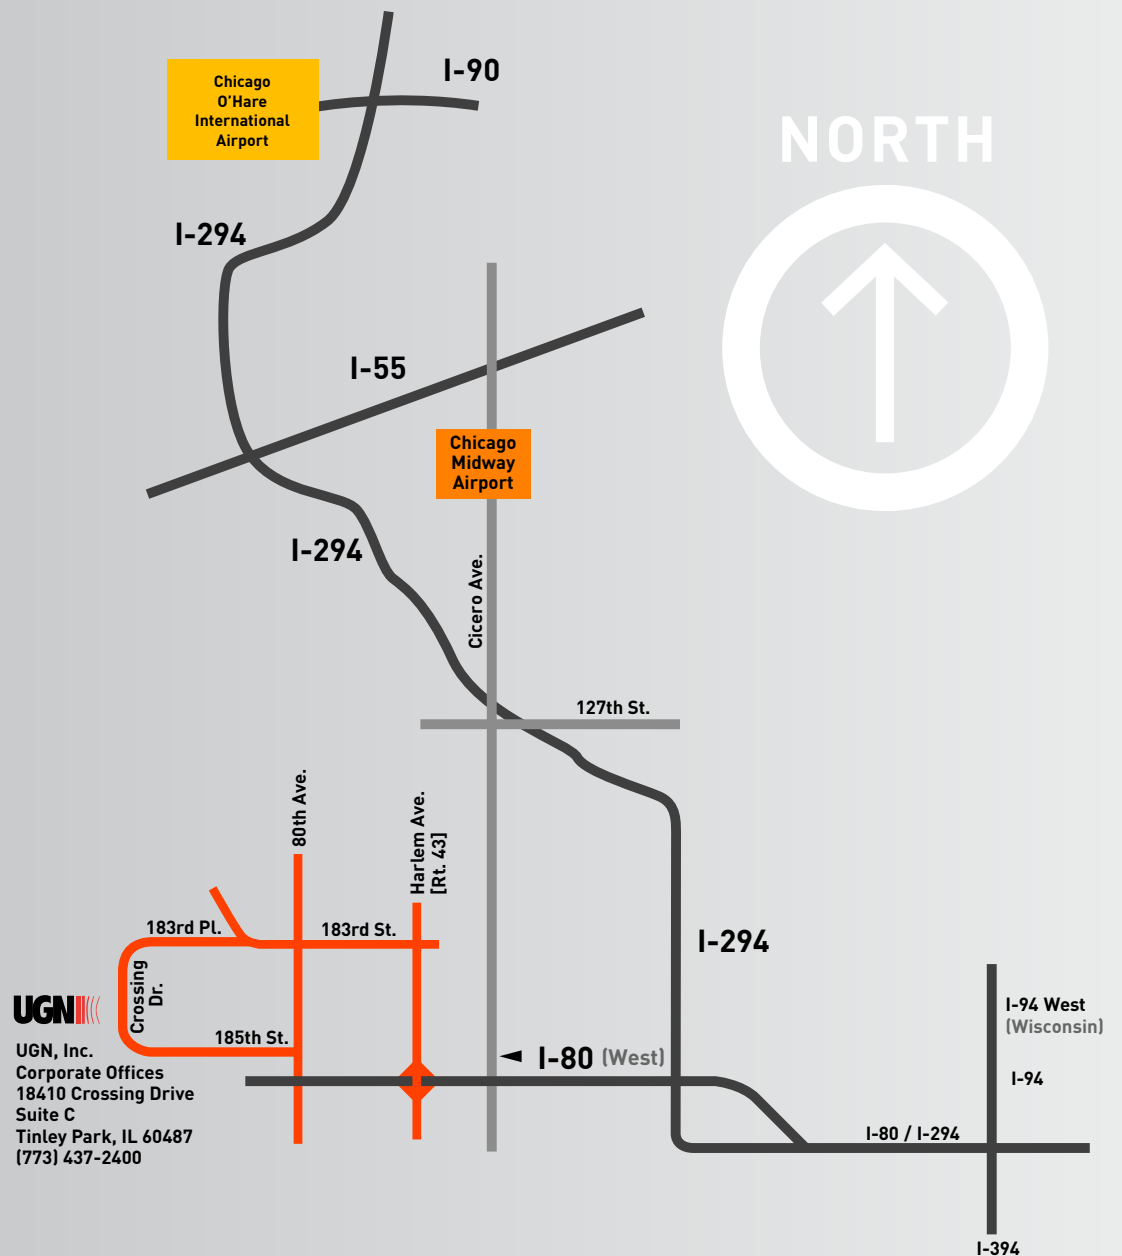 I-90
Chicago
O'Hare
International
Airport
NORTH
I-294
I-55
Chicago
Midway
Airport
I-294
Cicero Ave.
127th St.
80th Ave.
Harlem Ave.
[Rt. 43]
183rd Pl.
183rd St.
I-294
Crossing
Dr.
I-94 West
(Wisconsin)
UGN
185th St.
I-80 (West)
I-94
UGN, Inc.
Corporate Offices
18410 Crossing Drive
Suite C
Tinley Park, IL 60487
(773) 437-2400
I-80 / I-294
I-394